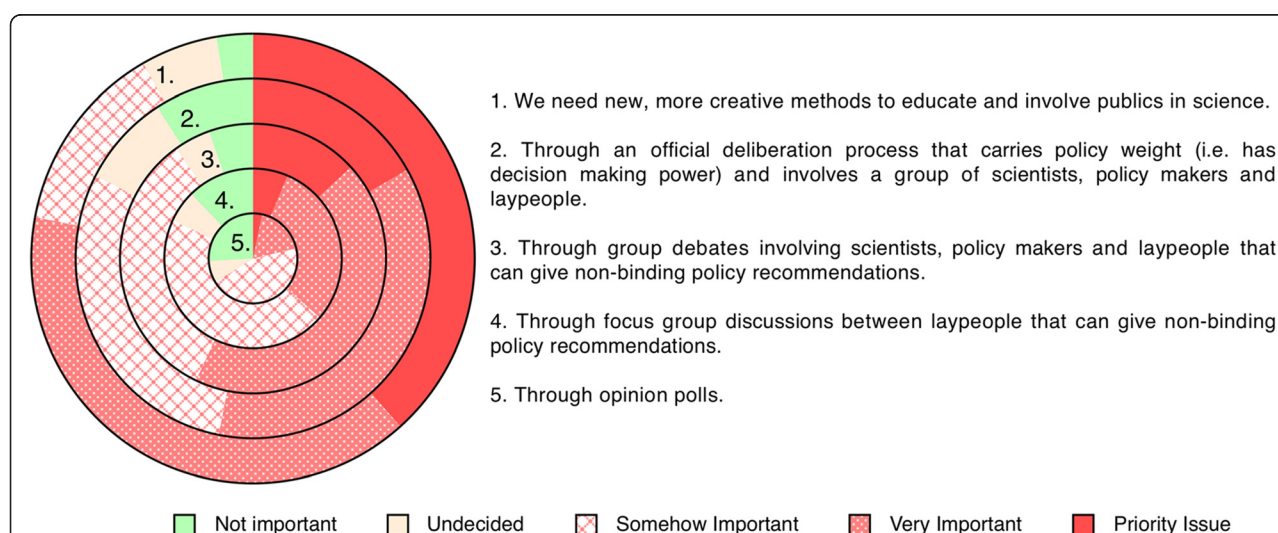 1.
2.
3.
4.
5.
1. We need new, more creative methods to educate and involve publics in science.
2. Through an official deliberation process that carries policy weight (i.e. has
decision making power) and involves a group of scientists, policy makers and
laypeople.
3. Through group debates involving scientists, policy makers and laypeople that
can give non-binding policy recommendations.
4. Through focus group discussions between laypeople that can give non-binding
policy recommendations.
5. Through opinion polls.
Not important Undecided Somehow Important Very Important Priority Issue